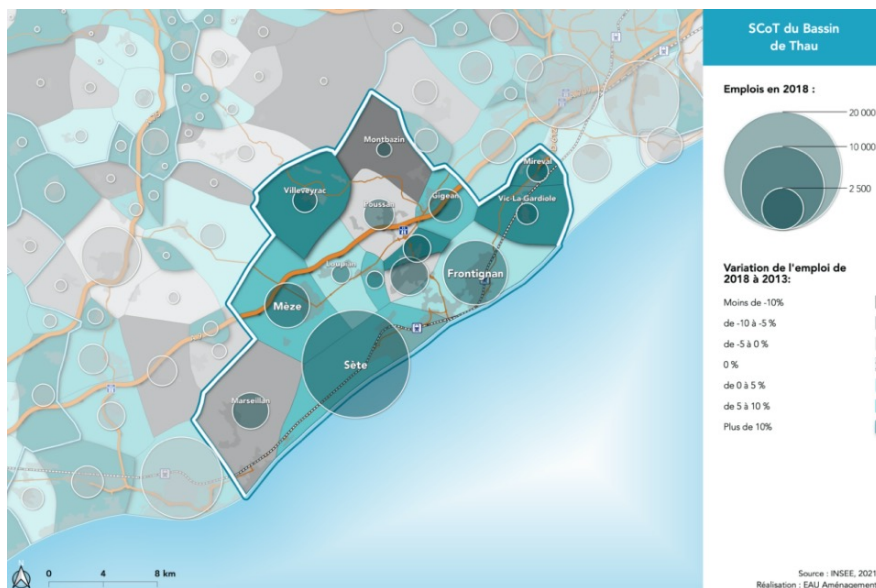 SCoT du Bassin
de Thau
Emplois en 2018 :
20 000
10 000
2 500
Variation de l'emploi de
2018 à 2013:
Moins de -10%
de -10 à -5 %
de -5 à 0 %
0 %
de 0 à 5 %
de 5 à 10 %
Plus de 10%
Source : INSEE, 2021
Réalisation : EAU Aménagement
Montbazin
Mireval
Villeveyrac
Poussan
Gigean
Vic-La-Gardiole
Loupian
Frontignan
Mèze
Sète
Marseillan
N
0 4 8 km